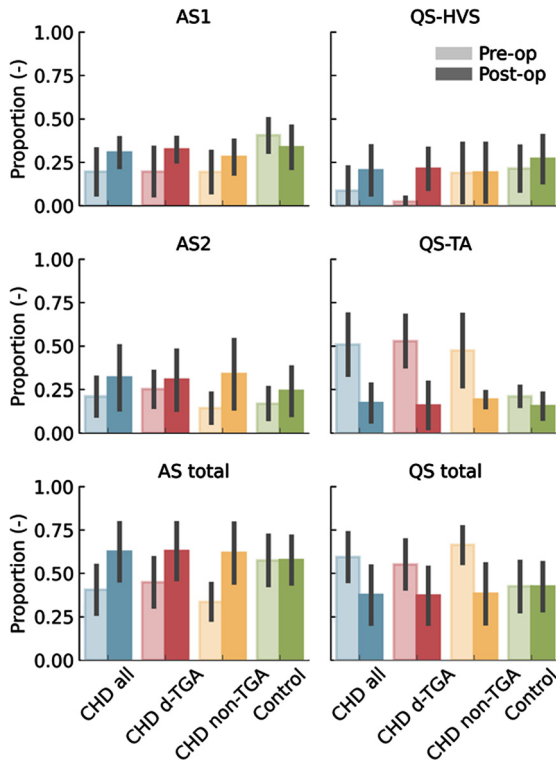 AS1
QS-HVS
Proportion (-)
1.00
0.75
0.50
0.25
0.00
Pre-op
Post-op
AS2
QS-TA
Proportion (-)
1.00
0.75
0.50
0.25
0.00
AS total
QS total
Proportion (-)
1.00
0.75
0.50
0.25
0.00
CHD all
CHD d-TGA
CHD non-TGA
Control
CHD all
CHD d-TGA
CHD non-TGA
Control